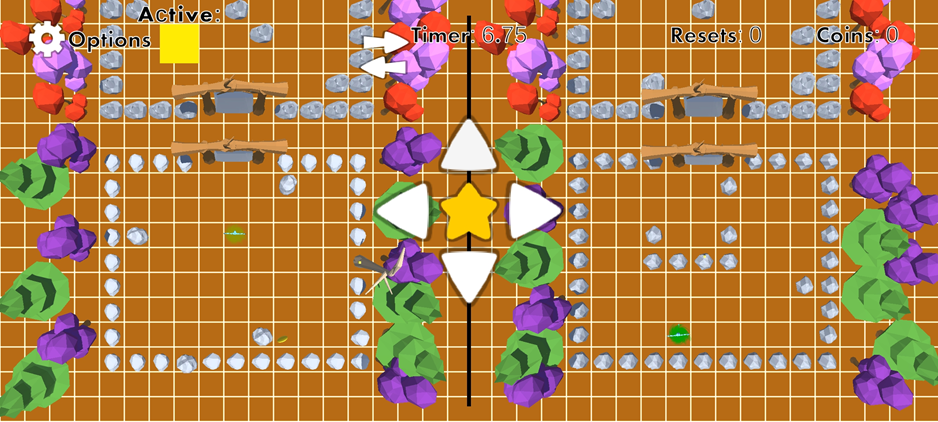 Active:
Options
Timer: 6.75
Resets: 0
Coins: 0